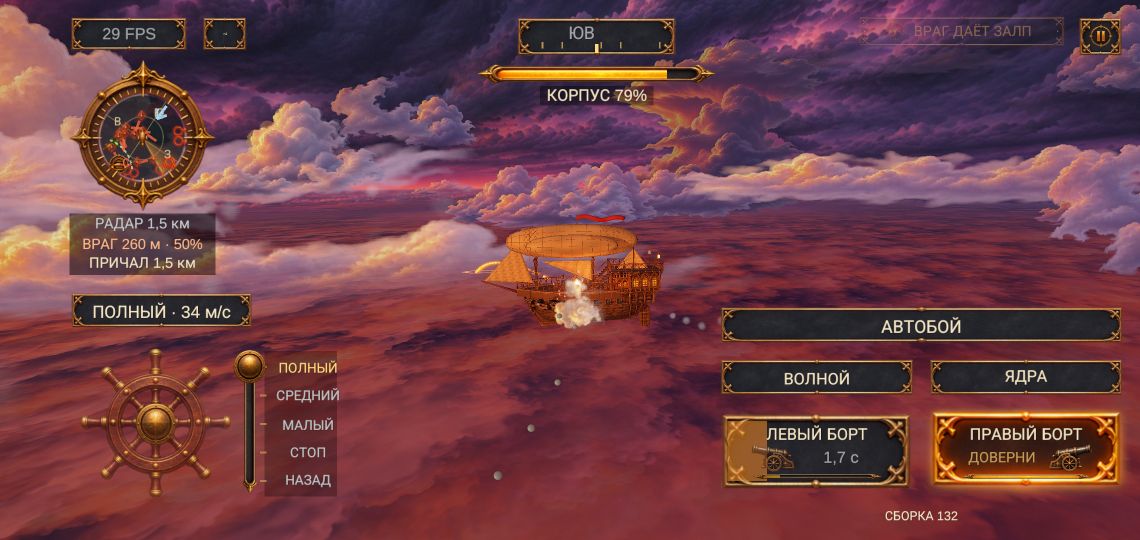 29 FPS
ЮВ
ВРАГ ДАЁТ ЗАЛП
КОРПУС 79%
В
З
РАДАР 1,5 км
ВРАГ 260 м · 50%
ПРИЧАЛ 1,5 км
ПОЛНЫЙ · 34 м/с
ПОЛНЫЙ
СРЕДНИЙ
МАЛЫЙ
СТОП
НАЗАД
АВТОБОЙ
ВОЛНОЙ
ЯДРА
ЛЕВЫЙ БОРТ
1,7 с
ПРАВЫЙ БОРТ
ДОВЕРНИ
СБОРКА 132